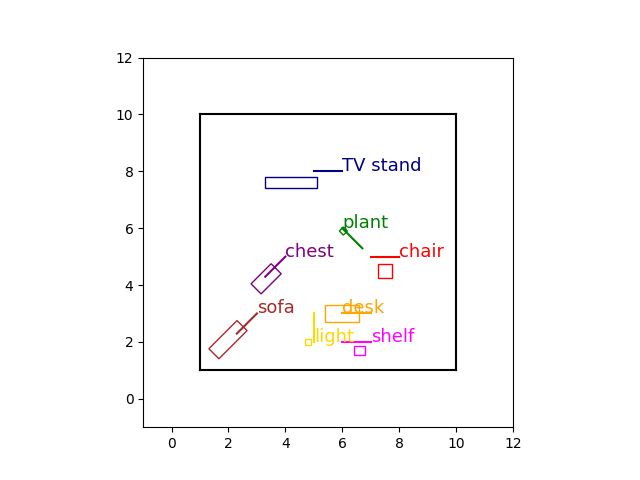 12
10
TV stand
8
plant
6
chest
chair
4
sofa
desk
light
shelf
2
0
0 2 4 6 8 10 12